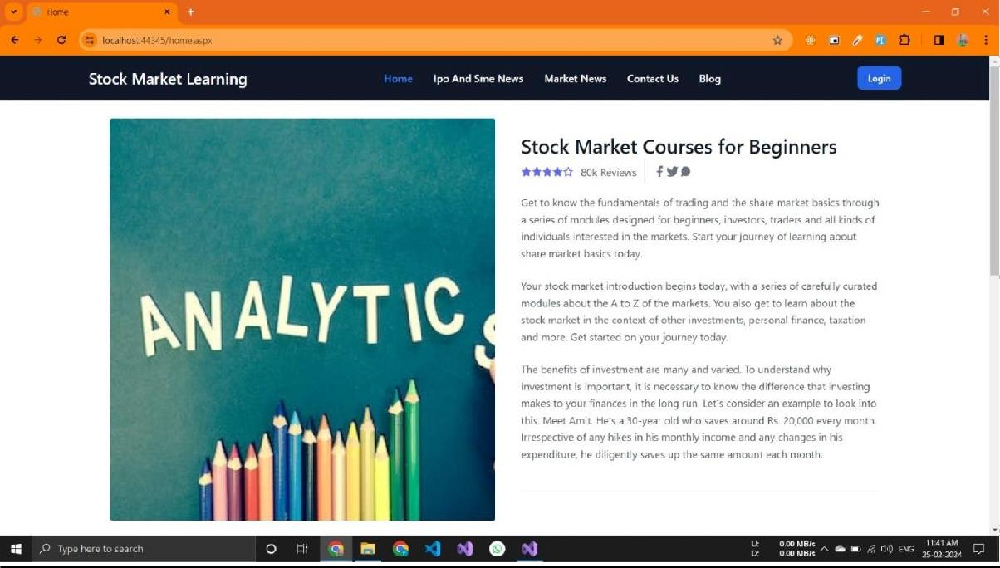 Home
localhost:44345/home.aspx
Stock Market Learning
Home Ipo And Sme News Market News Contact Us Blog
Login
ANALYTICS
Stock Market Courses for Beginners
80k Reviews
Get to know the fundamentals of trading and the share market basics through
a series of modules designed for beginners, investors, traders and all kinds of
individuals interested in the markets. Start your journey of learning about
share market basics today.
Your stock market introduction begins today, with a series of carefully curated
modules about the A to Z of the markets. You also get to learn about the
stock market in the context of other investments, personal finance, taxation
and more. Get started on your journey today.
The benefits of investment are many and varied. To understand why
investment is important, it is necessary to know the difference that investing
makes to your finances in the long run. Let's consider an example to look into
this. Meet Amit. He's a 30-year old who saves around Rs. 20,000 every month.
Irrespective of any hikes in his monthly income and any changes in his
expenditure, he diligently saves up the same amount each month.
Type here to search
U: 0.00 MB/s
D: 0.00 MB/s
ENG
11:41 AM
25-02-2024